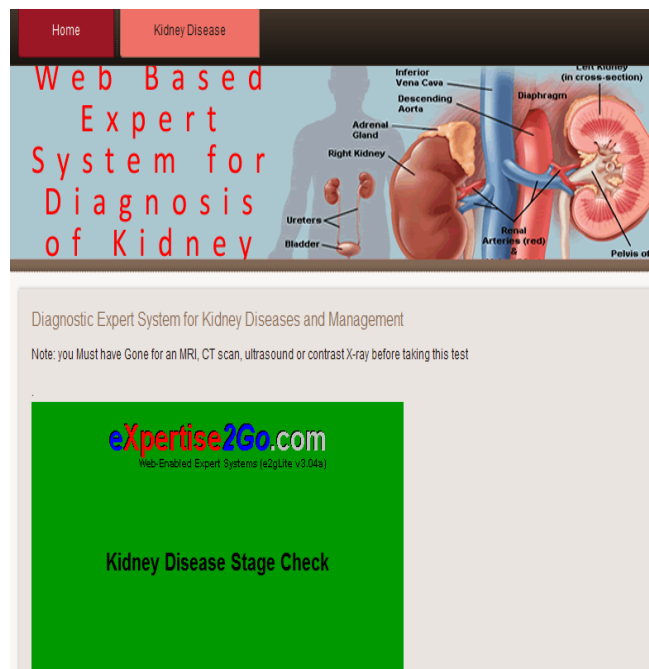 Home
Kidney Disease
Web Based
Expert
System for
Diagnosis
of Kidney
Inferior
Vena Cava
Descending
Aorta
Adrenal
Gland
Right Kidney
Ureters
Bladder
Diaphragm
Left Kidney
(in cross-section)
Renal
Arteries (red)
&
Pelvis of
Diagnostic Expert System for Kidney Diseases and Management
Note: you Must have Gone for an MRI, CT scan, ultrasound or contrast X-ray before taking this test
.
eXpertise2Go.com
Web-Enabled Expert Systems (e2gLite v3.04a)
Kidney Disease Stage Check